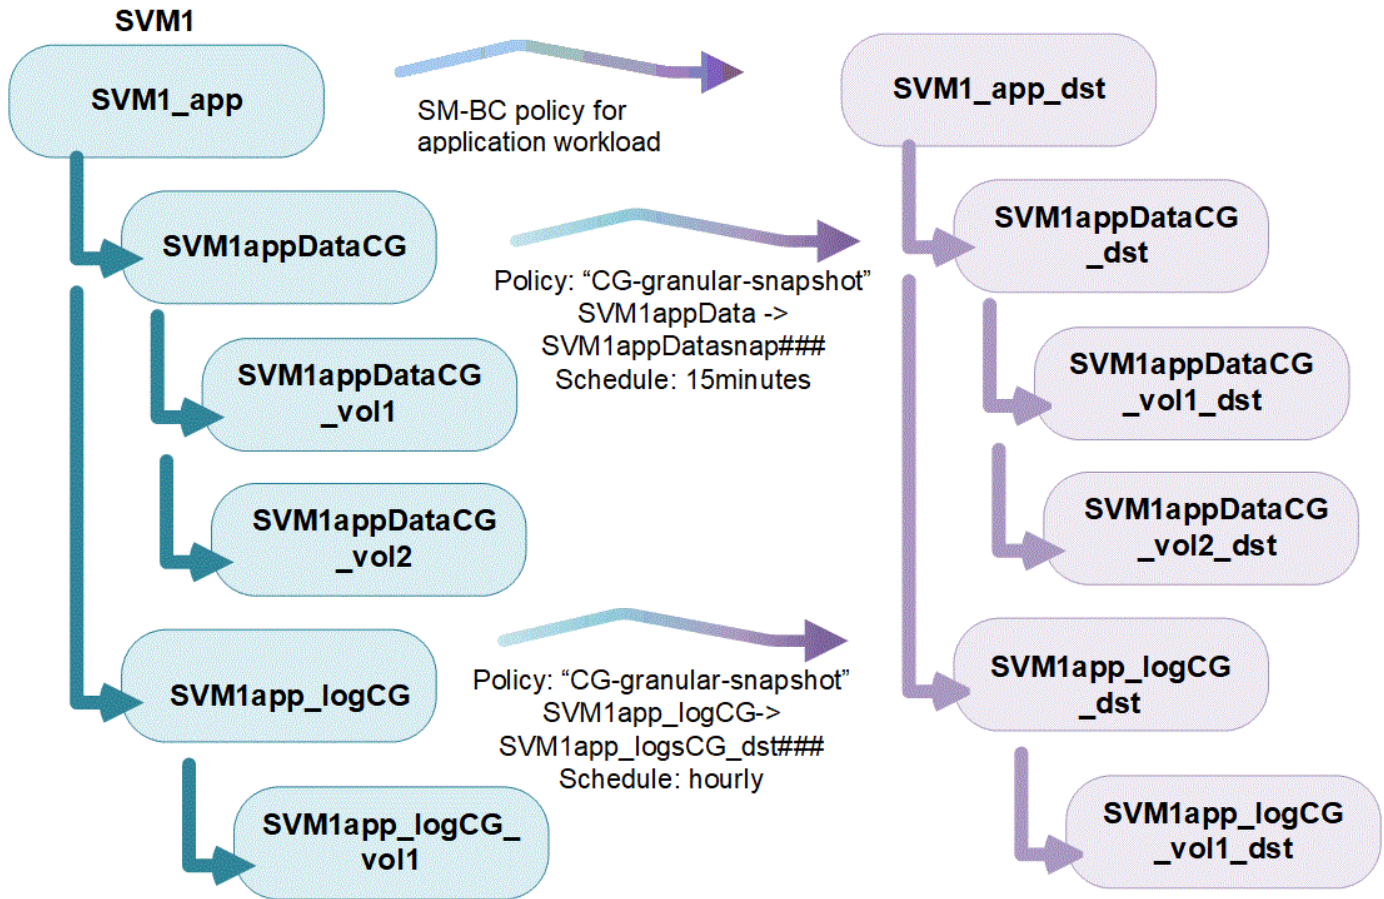 SVM1
SVM1_app
SM-BC policy for
application workload
SVM1_app_dst
SVM1appDataCG
Policy: “CG-granular-snapshot”
SVM1appData ->
SVM1appDatasnap###
Schedule: 15minutes
SVM1appDataCG
_dst
SVM1appDataCG
_vol1
SVM1appDataCG
_vol1_dst
SVM1appDataCG
_vol2
SVM1appDataCG
_vol2_dst
SVM1app_logCG
Policy: “CG-granular-snapshot”
SVM1app_logCG->
SVM1app_logsCG_dst###
Schedule: hourly
SVM1app_logCG
_dst
SVM1app_logCG_
vol1
SVM1app_logCG
_vol1_dst